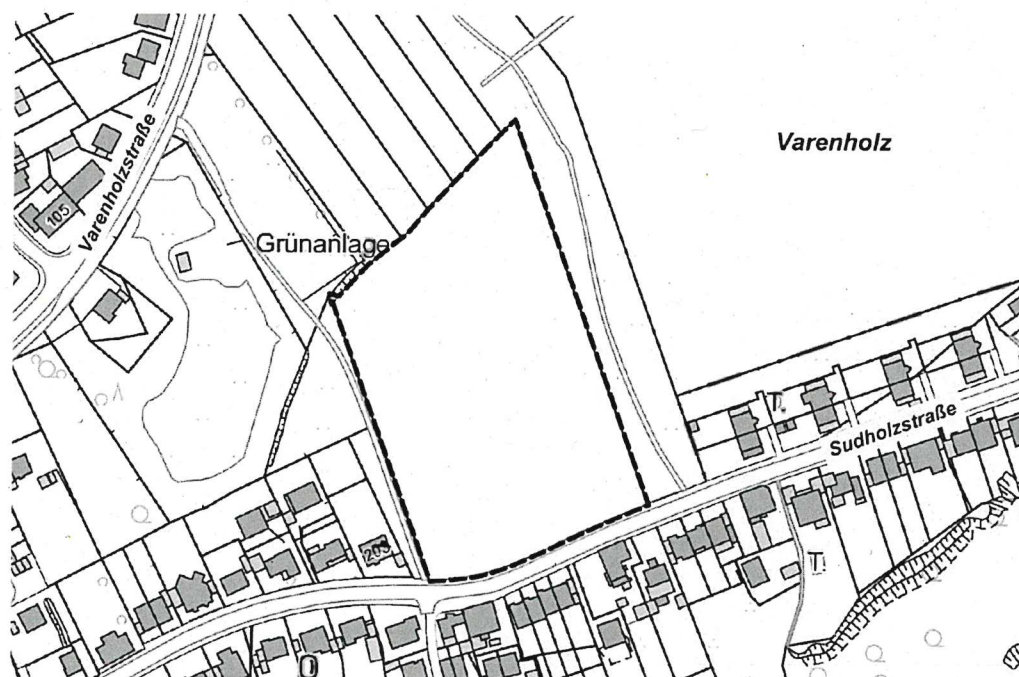 Varenholzstraße
105
Varenholz
Grünanlage
T.
Sudholzstraße
203
T.